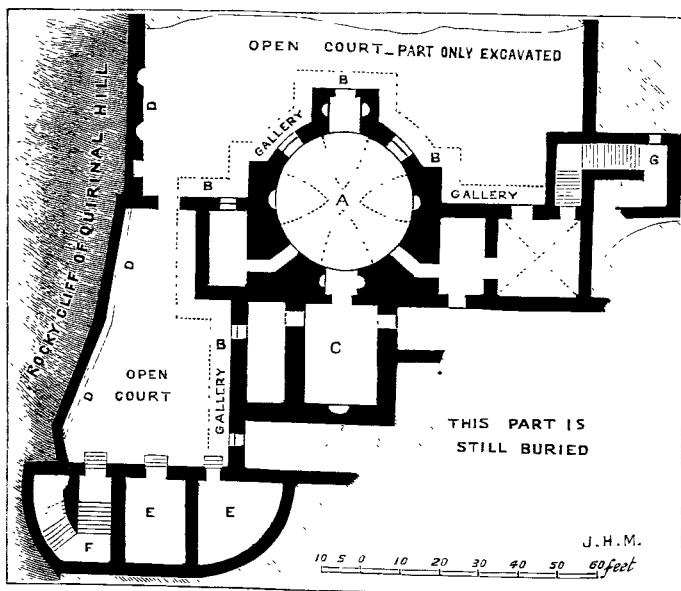 OPEN COURT_PART ONLY EXCAVATED
ROCKY CLIFF OF QUIRINAL HILL
D
B
GALLERY
B
G
B
GALLERY
A
D
B
C
OPEN
COURT
D
GALLERY
THIS PART IS
STILL BURIED
E
E
F
J.H.M.
10 5 0 10 20 30 40 50 60 feet